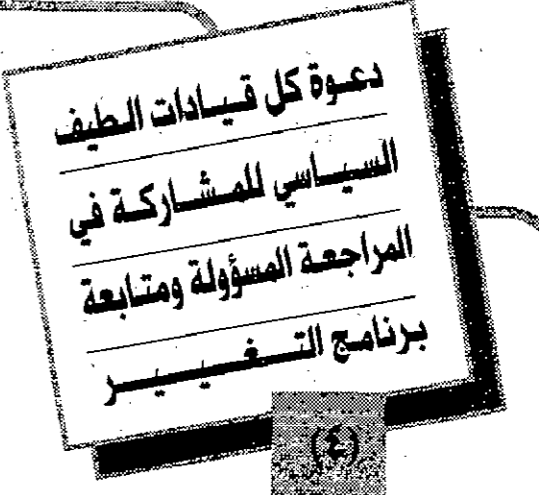 دعوة كل قيادات الطيف
السياسي للمشاركة في
المراجعة المسؤولة ومتابعة
برنامج التغيير
(٤)